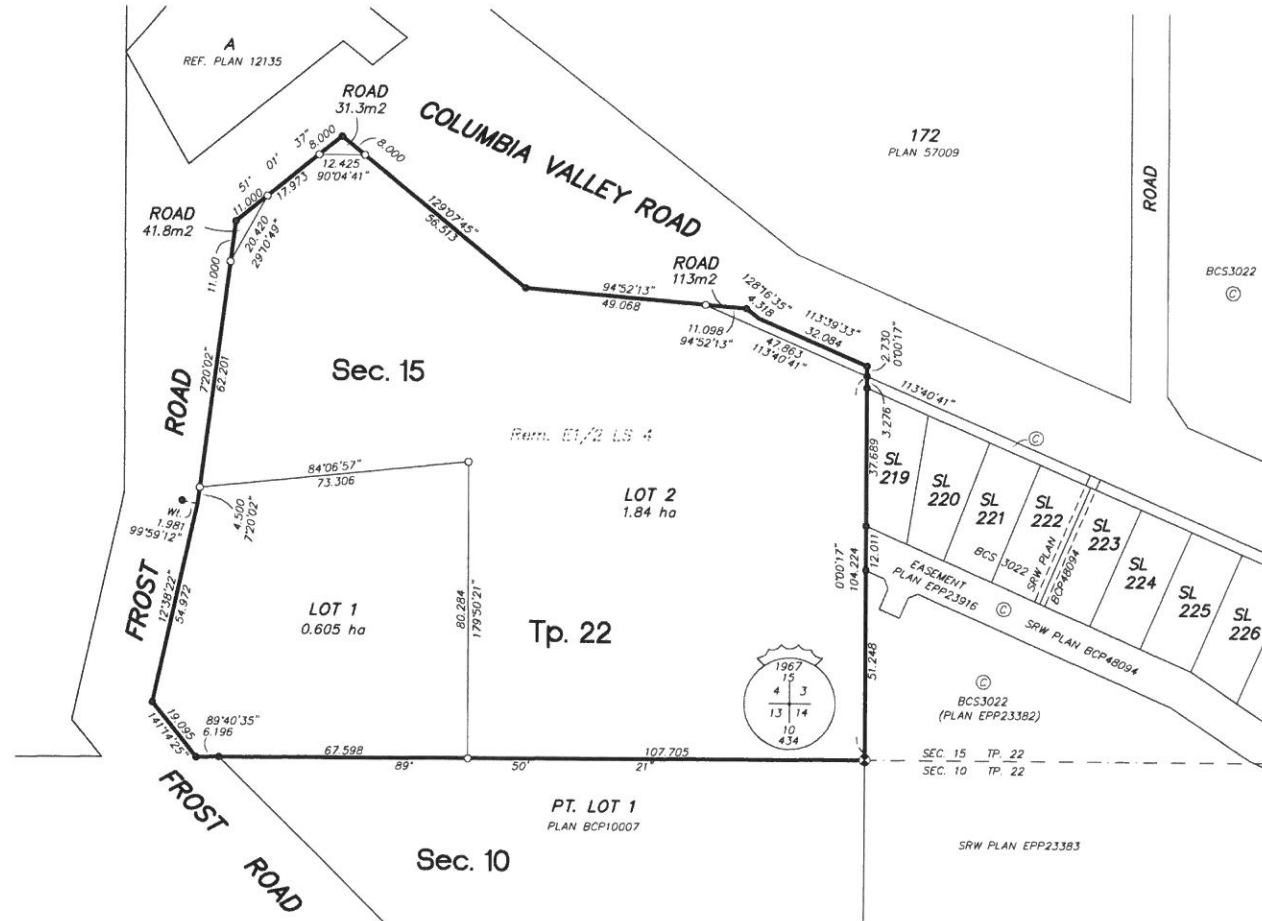 A
REF. PLAN 12135
ROAD
31.3m2
COLUMBIA VALLEY ROAD
172
PLAN 57009
ROAD
BCS3022
Ⓒ
51° 01' 37"
8.000
8.000
12.425
90°04'41"
17.973
11.000
ROAD
41.8m2
20.420
29°10'49"
11.000
129°07'45"
56.513
ROAD
113m2
94°52'13"
49.068
128°16'35"
4.318
113°39'33"
32.084
11.098
94°52'13"
47.863
113°40'41"
2.730
0°00'17"
113°40'41"
3.276
Sec. 15
7°20'02"
62.201
ROAD
Rem. E1/2 LS 4
84°06'57"
73.306
LOT 2
1.84 ha
37.689
Ⓒ
SL
219
SL
220
SL
221
SL
222
SL
223
SL
224
SL
225
SL
226
BCS 3022
SRW PLAN
BCP48094
Wt.
1.981
99°59'12"
4.500
7°20'02"
FROST
12°38'22"
54.972
LOT 1
0.605 ha
80.284
179°50'21"
Tp. 22
0°00'17"
104.224
12.011
EASEMENT
PLAN EPP23916
Ⓒ
SRW PLAN BCP48094
51.248
1967
15
4 3
13 14
10
434
Ⓒ
BCS3022
(PLAN EPP23382)
19.095
141°14'25"
89°40'35"
6.196
67.598
107.705
89° 50' 21"
SEC. 15 TP. 22
SEC. 10 TP. 22
FROST ROAD
PT. LOT 1
PLAN BCP10007
Sec. 10
SRW PLAN EPP23383